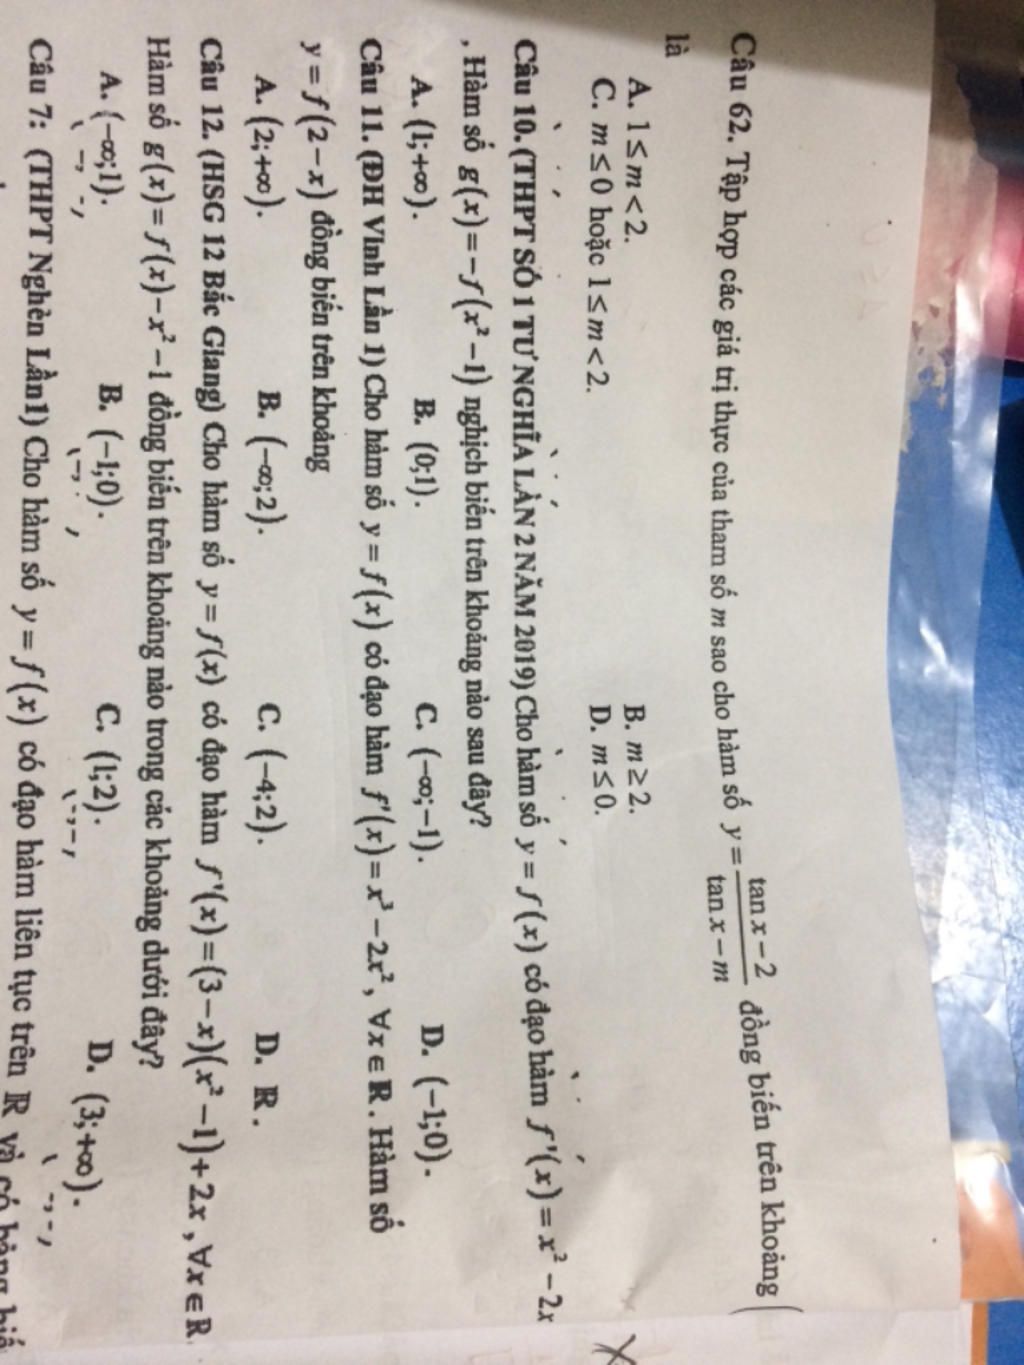 Câu 62. Tập hợp các giá trị thực của tham số m sao cho hàm số y = (tan x − 2)/(tan x − m) đồng biến trên khoảng (
là
A. 1 ≤ m < 2. B. m ≥ 2.
C. m ≤ 0 hoặc 1 ≤ m < 2. D. m ≤ 0.
Câu 10. (THPT SỐ 1 TƯ NGHĨA LẦN 2 NĂM 2019) Cho hàm số y = f(x) có đạo hàm f'(x) = x² − 2x
, Hàm số g(x) = −f(x² − 1) nghịch biến trên khoảng nào sau đây?
A. (1;+∞). B. (0;1). C. (−∞;−1). D. (−1;0).
Câu 11. (ĐH Vinh Lần 1) Cho hàm số y = f(x) có đạo hàm f'(x) = x³ − 2x², ∀x ∈ ℝ. Hàm số
y = f(2 − x) đồng biến trên khoảng
A. (2;+∞). B. (−∞;2). C. (−4;2). D. ℝ.
Câu 12. (HSG 12 Bắc Giang) Cho hàm số y = f(x) có đạo hàm f'(x) = (3 − x)(x² − 1) + 2x, ∀x ∈ ℝ.
Hàm số g(x) = f(x) − x² − 1 đồng biến trên khoảng nào trong các khoảng dưới đây?
A. (−∞;1). B. (−1;0). C. (1;2). D. (3;+∞).
Câu 7: (THPT Nghèn Lần1) Cho hàm số y = f(x) có đạo hàm liên tục trên ℝ và có bảng